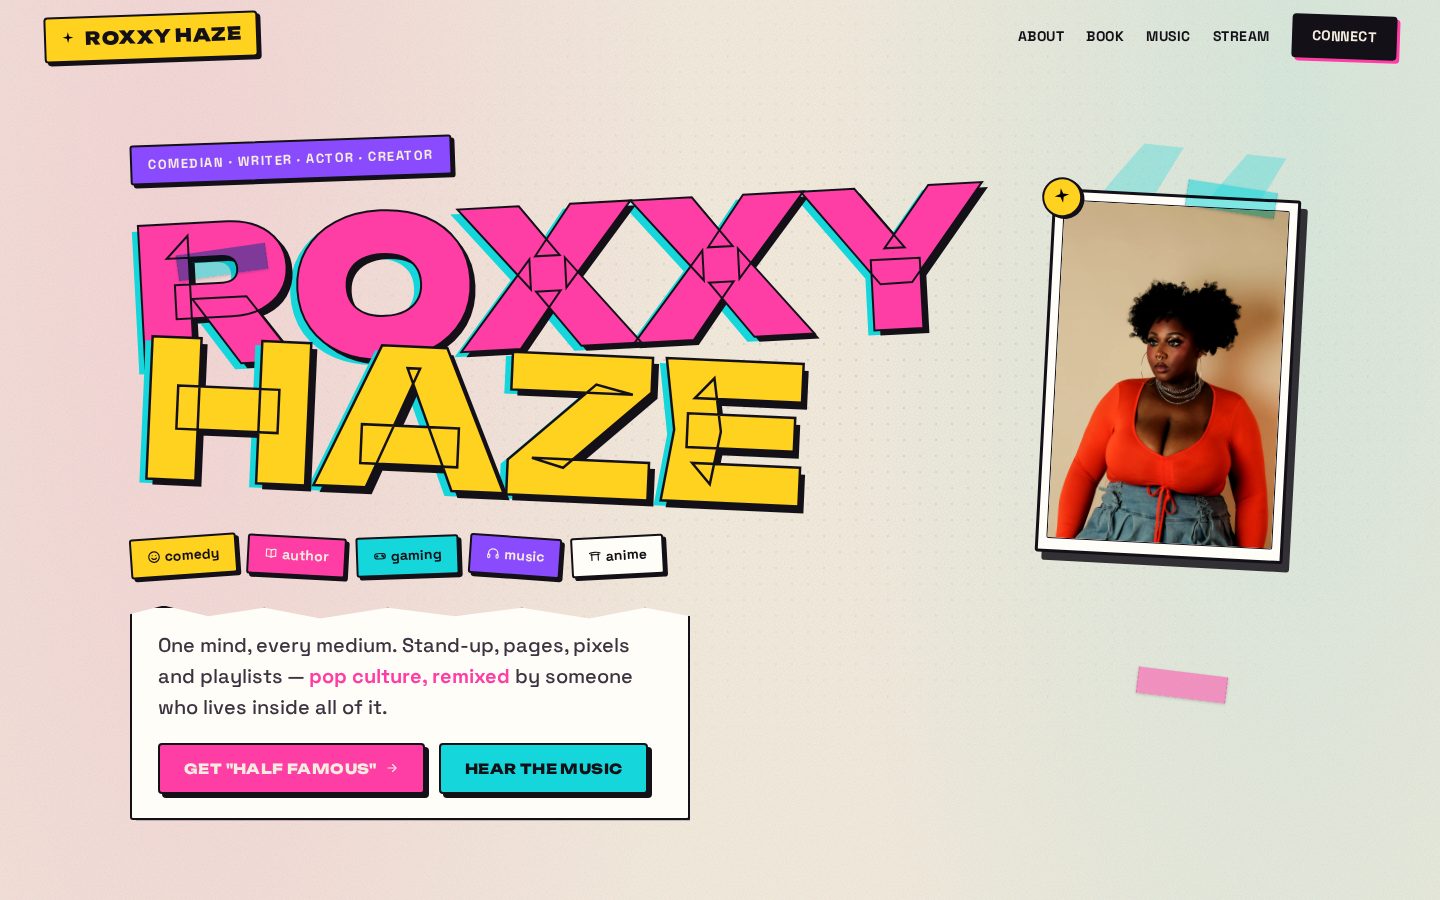 ROXXY HAZE
ABOUT BOOK MUSIC STREAM CONNECT
COMEDIAN · WRITER · ACTOR · CREATOR
ROXXY
HAZE
comedy author gaming music anime
One mind, every medium. Stand-up, pages, pixels
and playlists — pop culture, remixed by someone
who lives inside all of it.
GET "HALF FAMOUS" → HEAR THE MUSIC